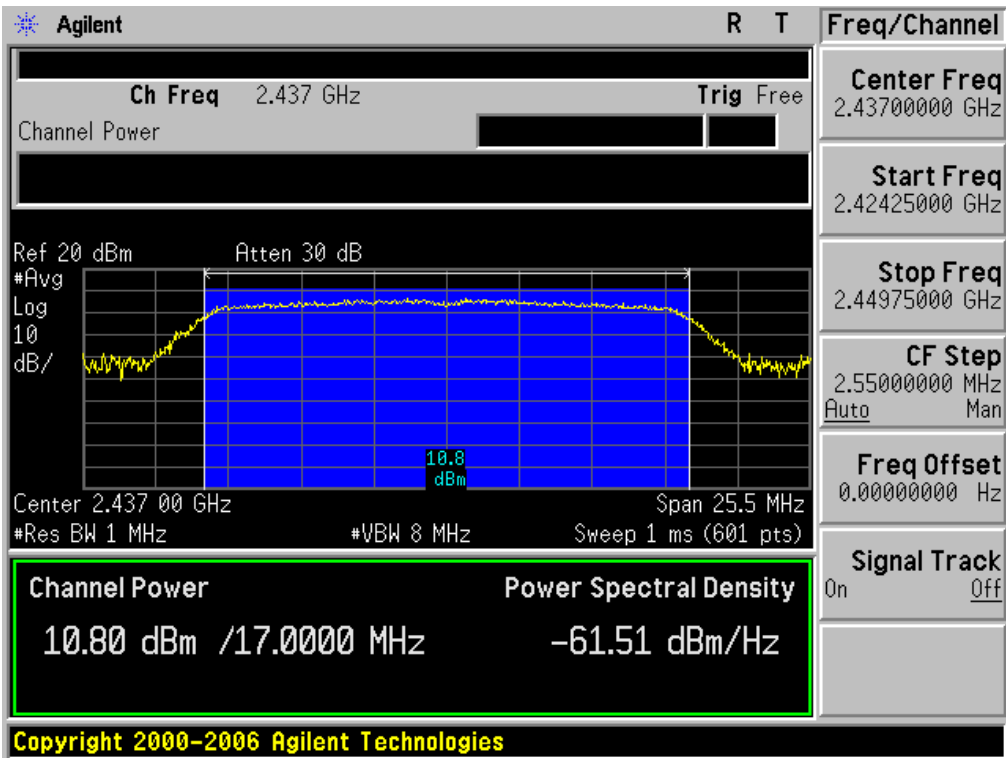 Agilent R T
Ch Freq 2.437 GHz Trig Free
Channel Power
Ref 20 dBm Atten 30 dB
#Avg
Log
10
dB/
10.8
dBm
Center 2.437 00 GHz Span 25.5 MHz
#Res BW 1 MHz #VBW 8 MHz Sweep 1 ms (601 pts)
Channel Power Power Spectral Density
10.80 dBm /17.0000 MHz -61.51 dBm/Hz
Copyright 2000-2006 Agilent Technologies
Freq/Channel
Center Freq
2.43700000 GHz
Start Freq
2.42425000 GHz
Stop Freq
2.44975000 GHz
CF Step
2.55000000 MHz
Auto Man
Freq Offset
0.00000000 Hz
Signal Track
On Off